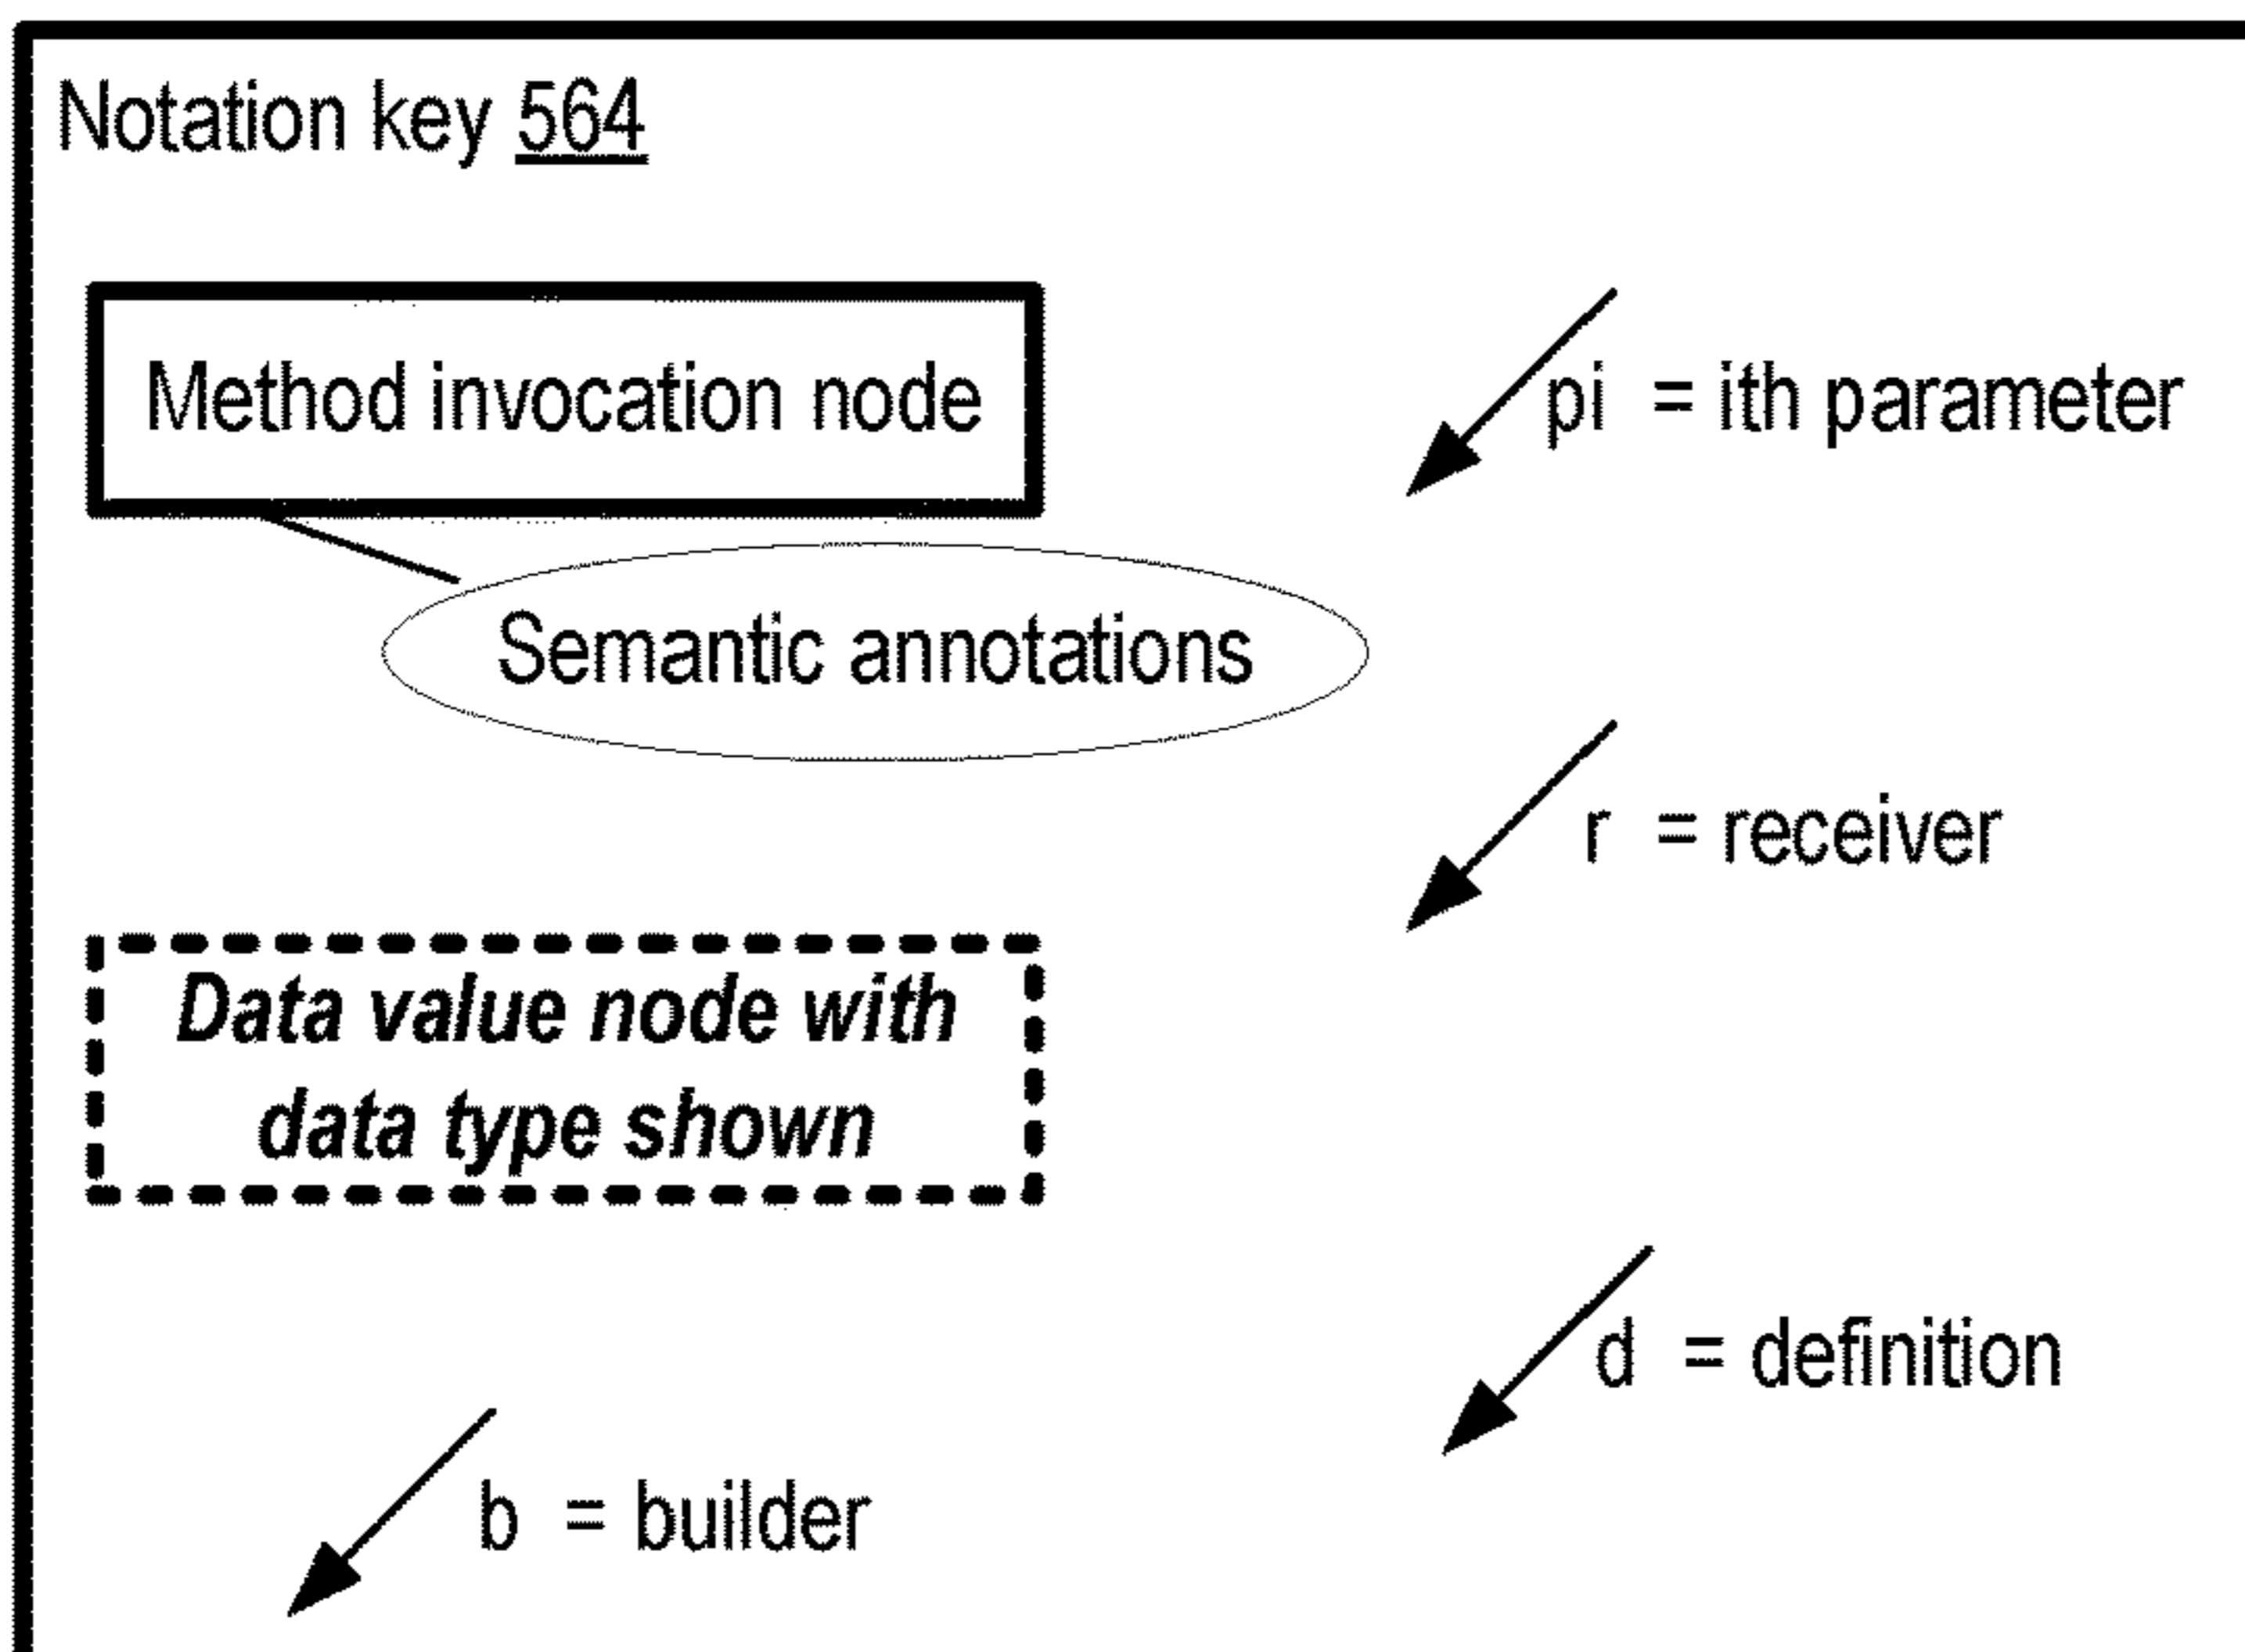 Notation key 564
Method invocation node
pi = ith parameter
Semantic annotations
r = receiver
Data value node with
data type shown
d = definition
b = builder